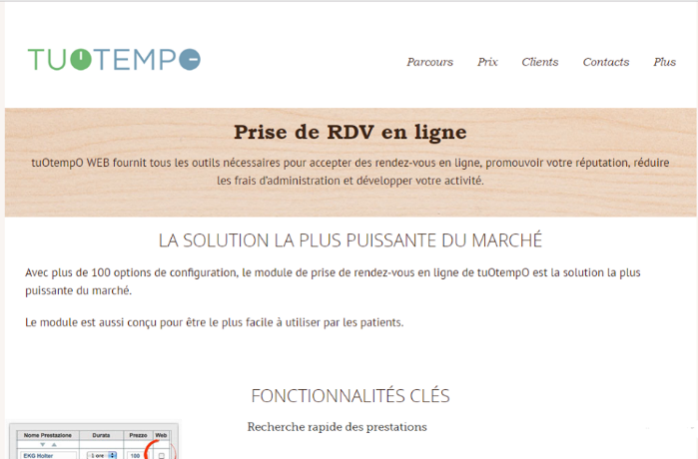 TUOTEMPO
Parcours Prix Clients Contacts Plus
Prise de RDV en ligne
tuOtempO WEB fournit tous les outils nécessaires pour accepter des rendez-vous en ligne, promouvoir votre réputation, réduire
les frais d'administration et développer votre activité.
LA SOLUTION LA PLUS PUISSANTE DU MARCHÉ
Avec plus de 100 options de configuration, le module de prise de rendez-vous en ligne de tuOtempO est la solution la plus
puissante du marché.
Le module est aussi conçu pour être le plus facile à utiliser par les patients.
FONCTIONNALITÉS CLÉS
Recherche rapide des prestations
Nome Prestazione Durata Prezzo Web
EKG Holter 100